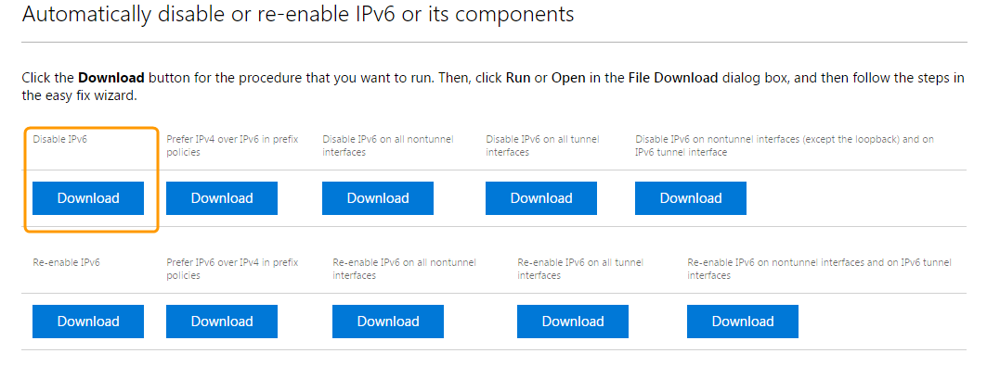 Automatically disable or re-enable IPv6 or its components
Click the Download button for the procedure that you want to run. Then, click Run or Open in the File Download dialog box, and then follow the steps in
the easy fix wizard.
Disable IPv6
Prefer IPv4 over IPv6 in prefix
policies
Disable IPv6 on all nontunnel
interfaces
Disable IPv6 on all tunnel
interfaces
Disable IPv6 on nontunnel interfaces (except the loopback) and on
IPv6 tunnel interface
Download
Download
Download
Download
Download
Re-enable IPv6
Prefer IPv6 over IPv4 in prefix
policies
Re-enable IPv6 on all nontunnel
interfaces
Re-enable IPv6 on all tunnel
interfaces
Re-enable IPv6 on nontunnel interfaces and on IPv6 tunnel
interfaces
Download
Download
Download
Download
Download